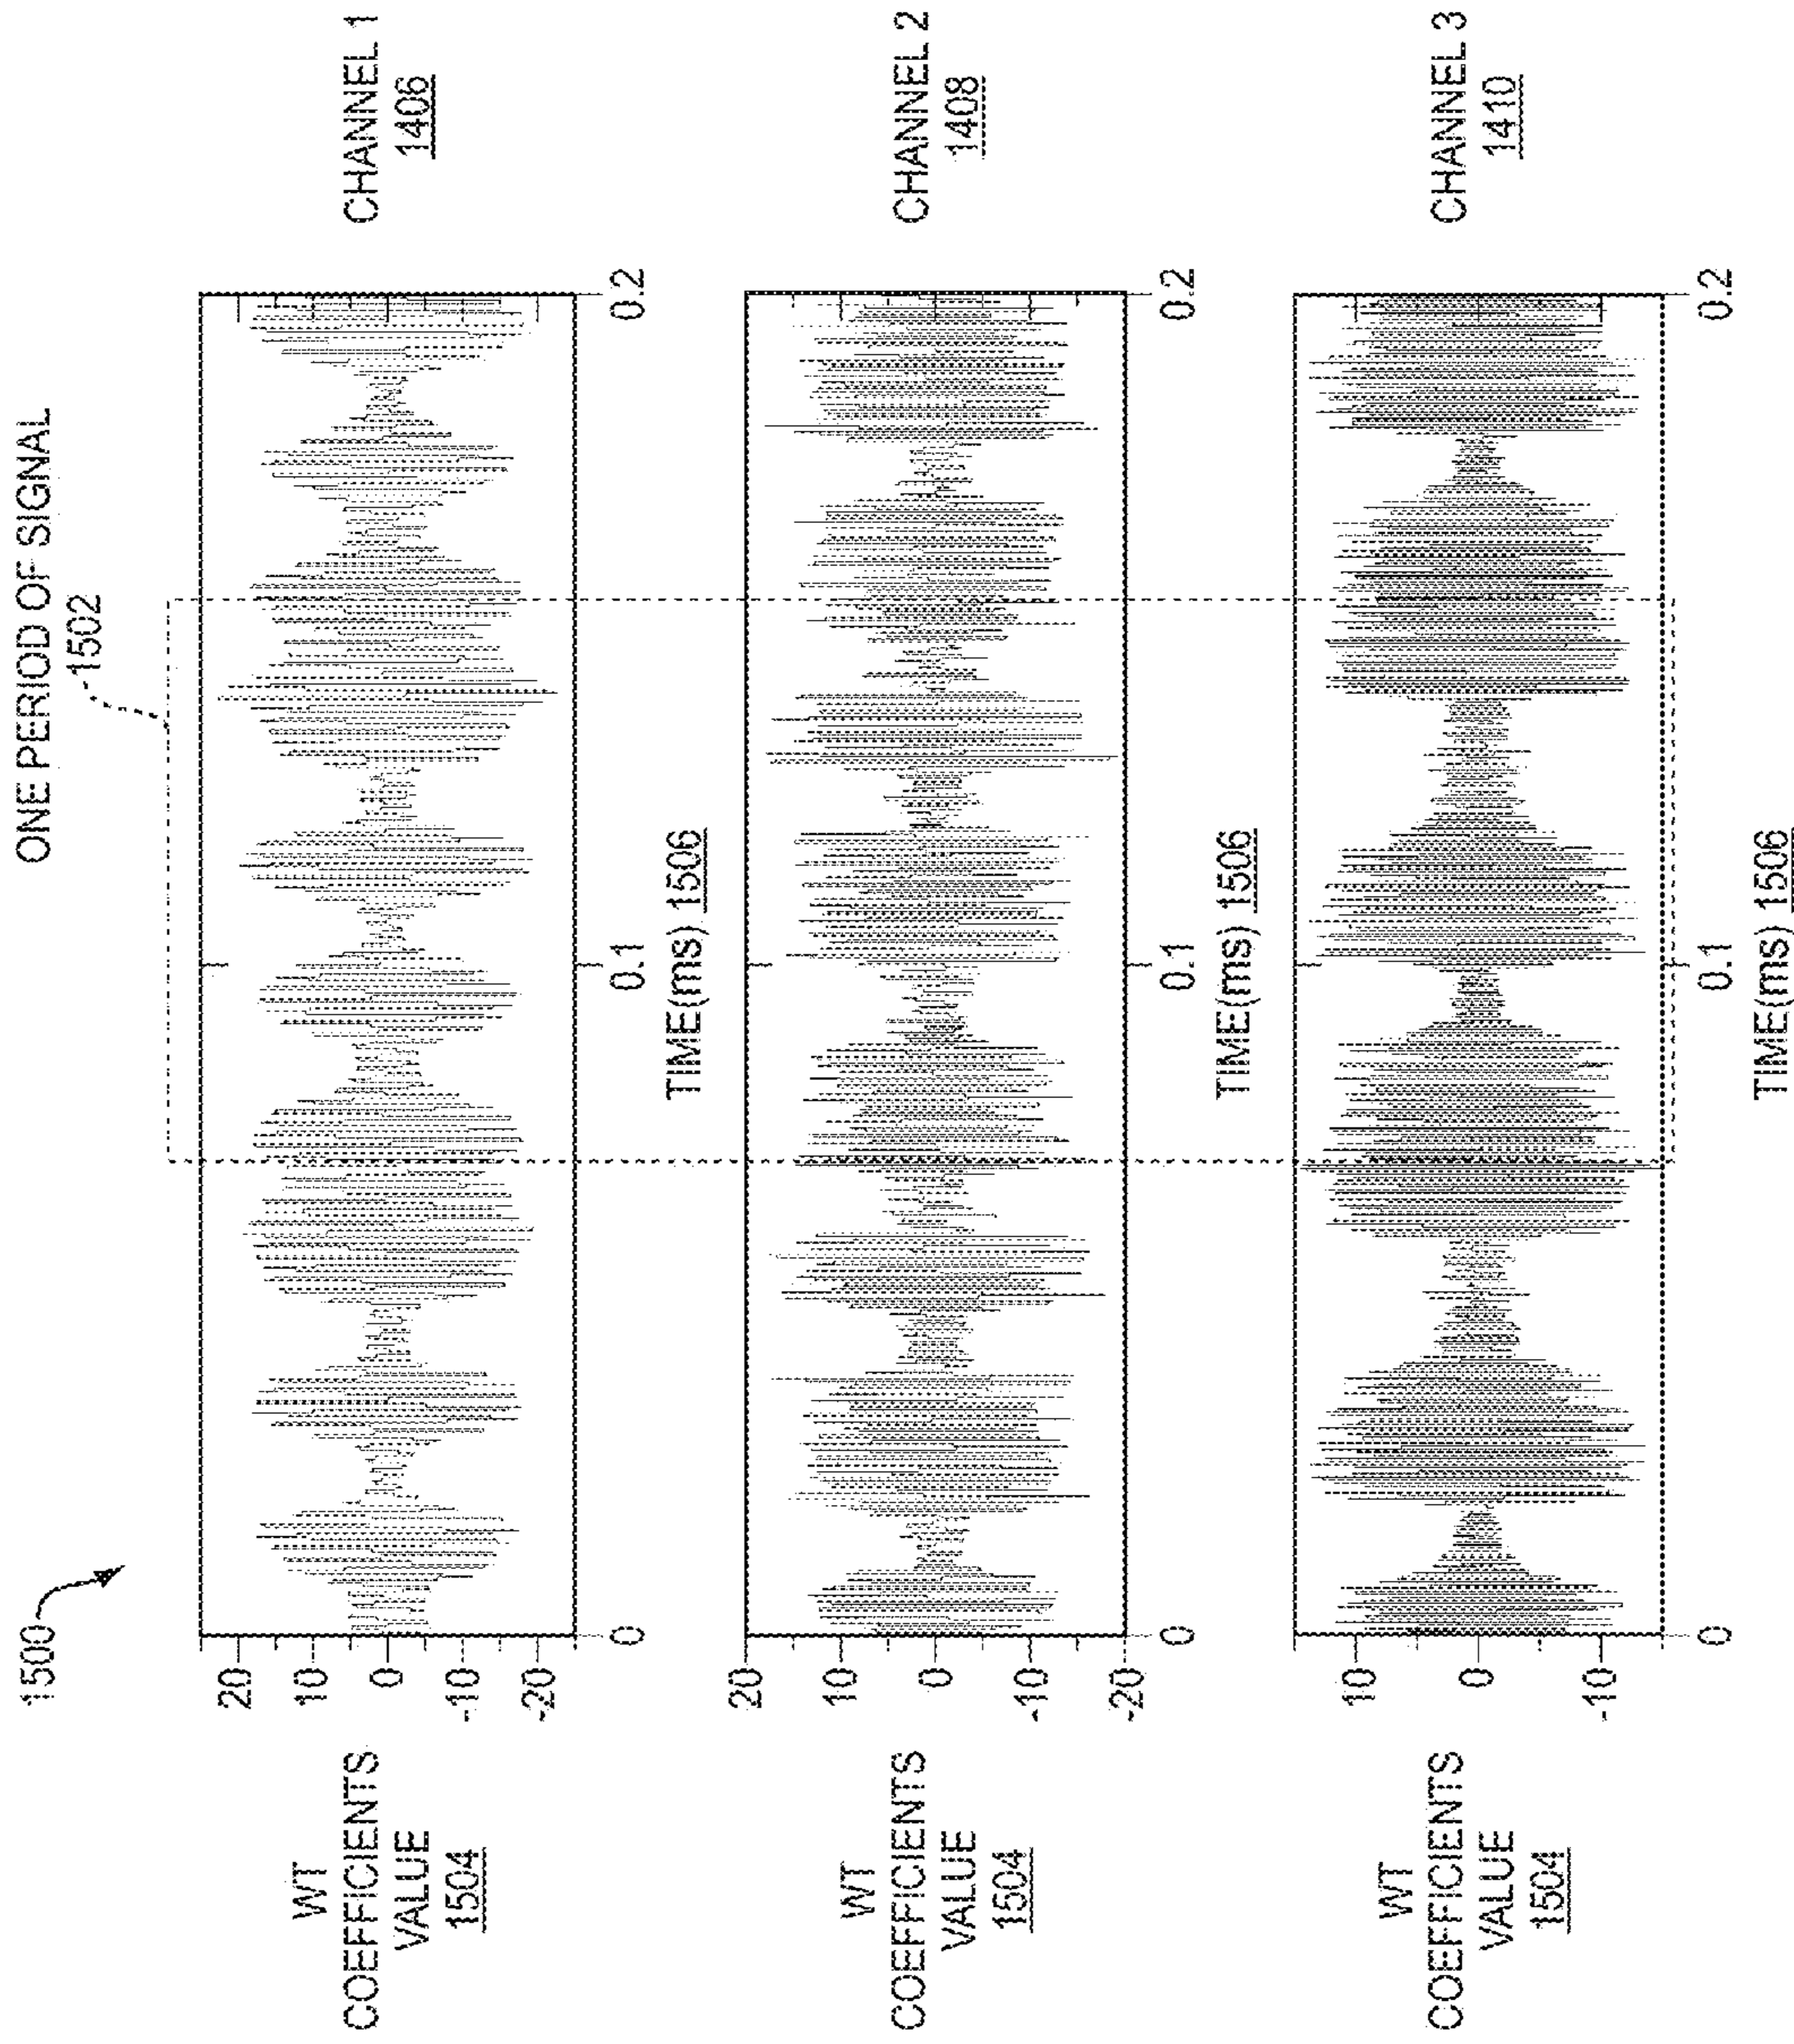 1500
ONE PERIOD OF SIGNAL
1502
WT
COEFFICIENTS
VALUE
1504
20
10
0
-10
-20
0
0.1
0.2
TIME(ms) 1506
CHANNEL 1
1406
WT
COEFFICIENTS
VALUE
1504
20
10
0
-10
-20
0
0.1
0.2
TIME(ms) 1506
CHANNEL 2
1408
WT
COEFFICIENTS
VALUE
1504
10
0
-10
0
0.1
0.2
TIME(ms) 1506
CHANNEL 3
1410